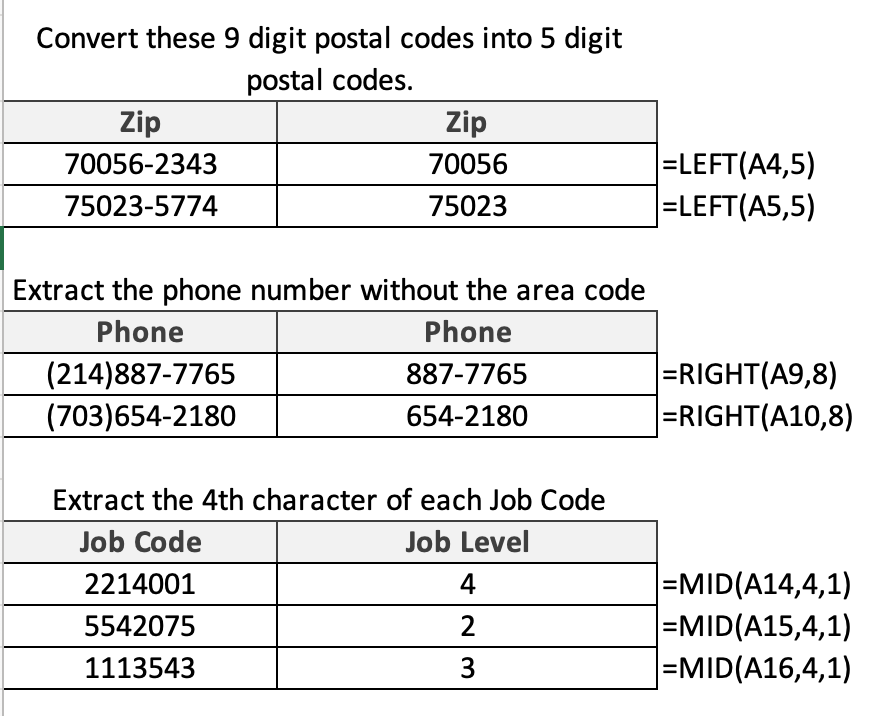 Convert these 9 digit postal codes into 5 digit
postal codes.
Zip Zip
70056-2343 70056 =LEFT(A4,5)
75023-5774 75023 =LEFT(A5,5)
Extract the phone number without the area code
Phone Phone
(214)887-7765 887-7765 =RIGHT(A9,8)
(703)654-2180 654-2180 =RIGHT(A10,8)
Extract the 4th character of each Job Code
Job Code Job Level
2214001 4 =MID(A14,4,1)
5542075 2 =MID(A15,4,1)
1113543 3 =MID(A16,4,1)